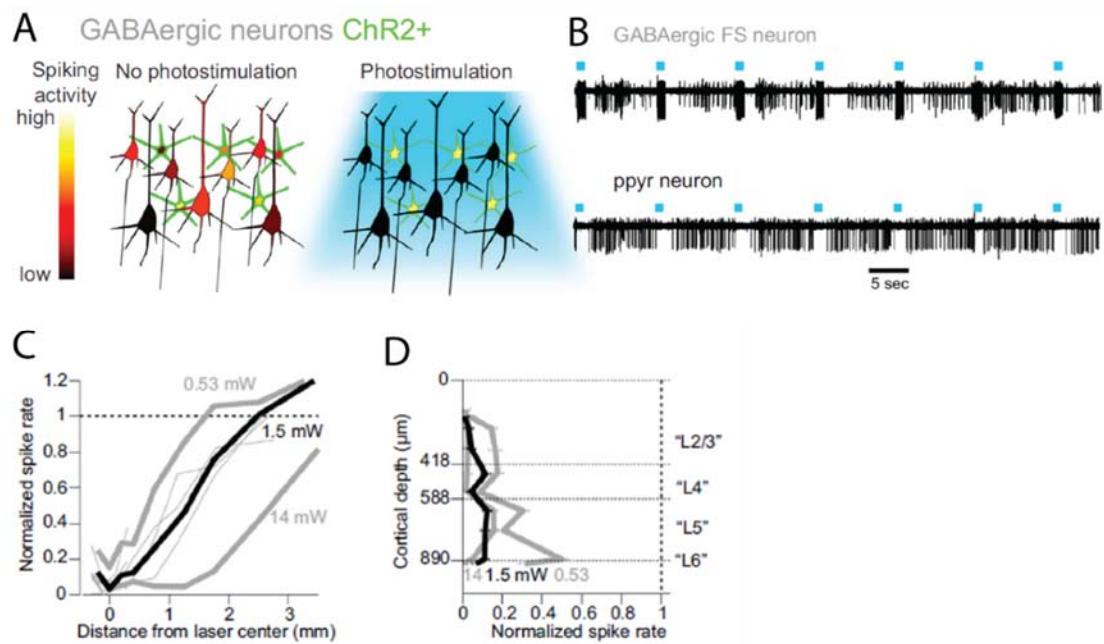 A
GABAergic neurons ChR2+
Spiking
activity
high
low
No photostimulation
Photostimulation
B
GABAergic FS neuron
ppyr neuron
5 sec
C
Normalized spike rate
1.2
1
0.8
0.6
0.4
0.2
0
0.53 mW
1.5 mW
14 mW
0 1 2 3
Distance from laser center (mm)
D
Cortical depth (µm)
0
418
588
890
"L2/3"
"L4"
"L5"
"L6"
14 1.5 mW 0.53
0 0.2 0.4 0.6 0.8 1
Normalized spike rate